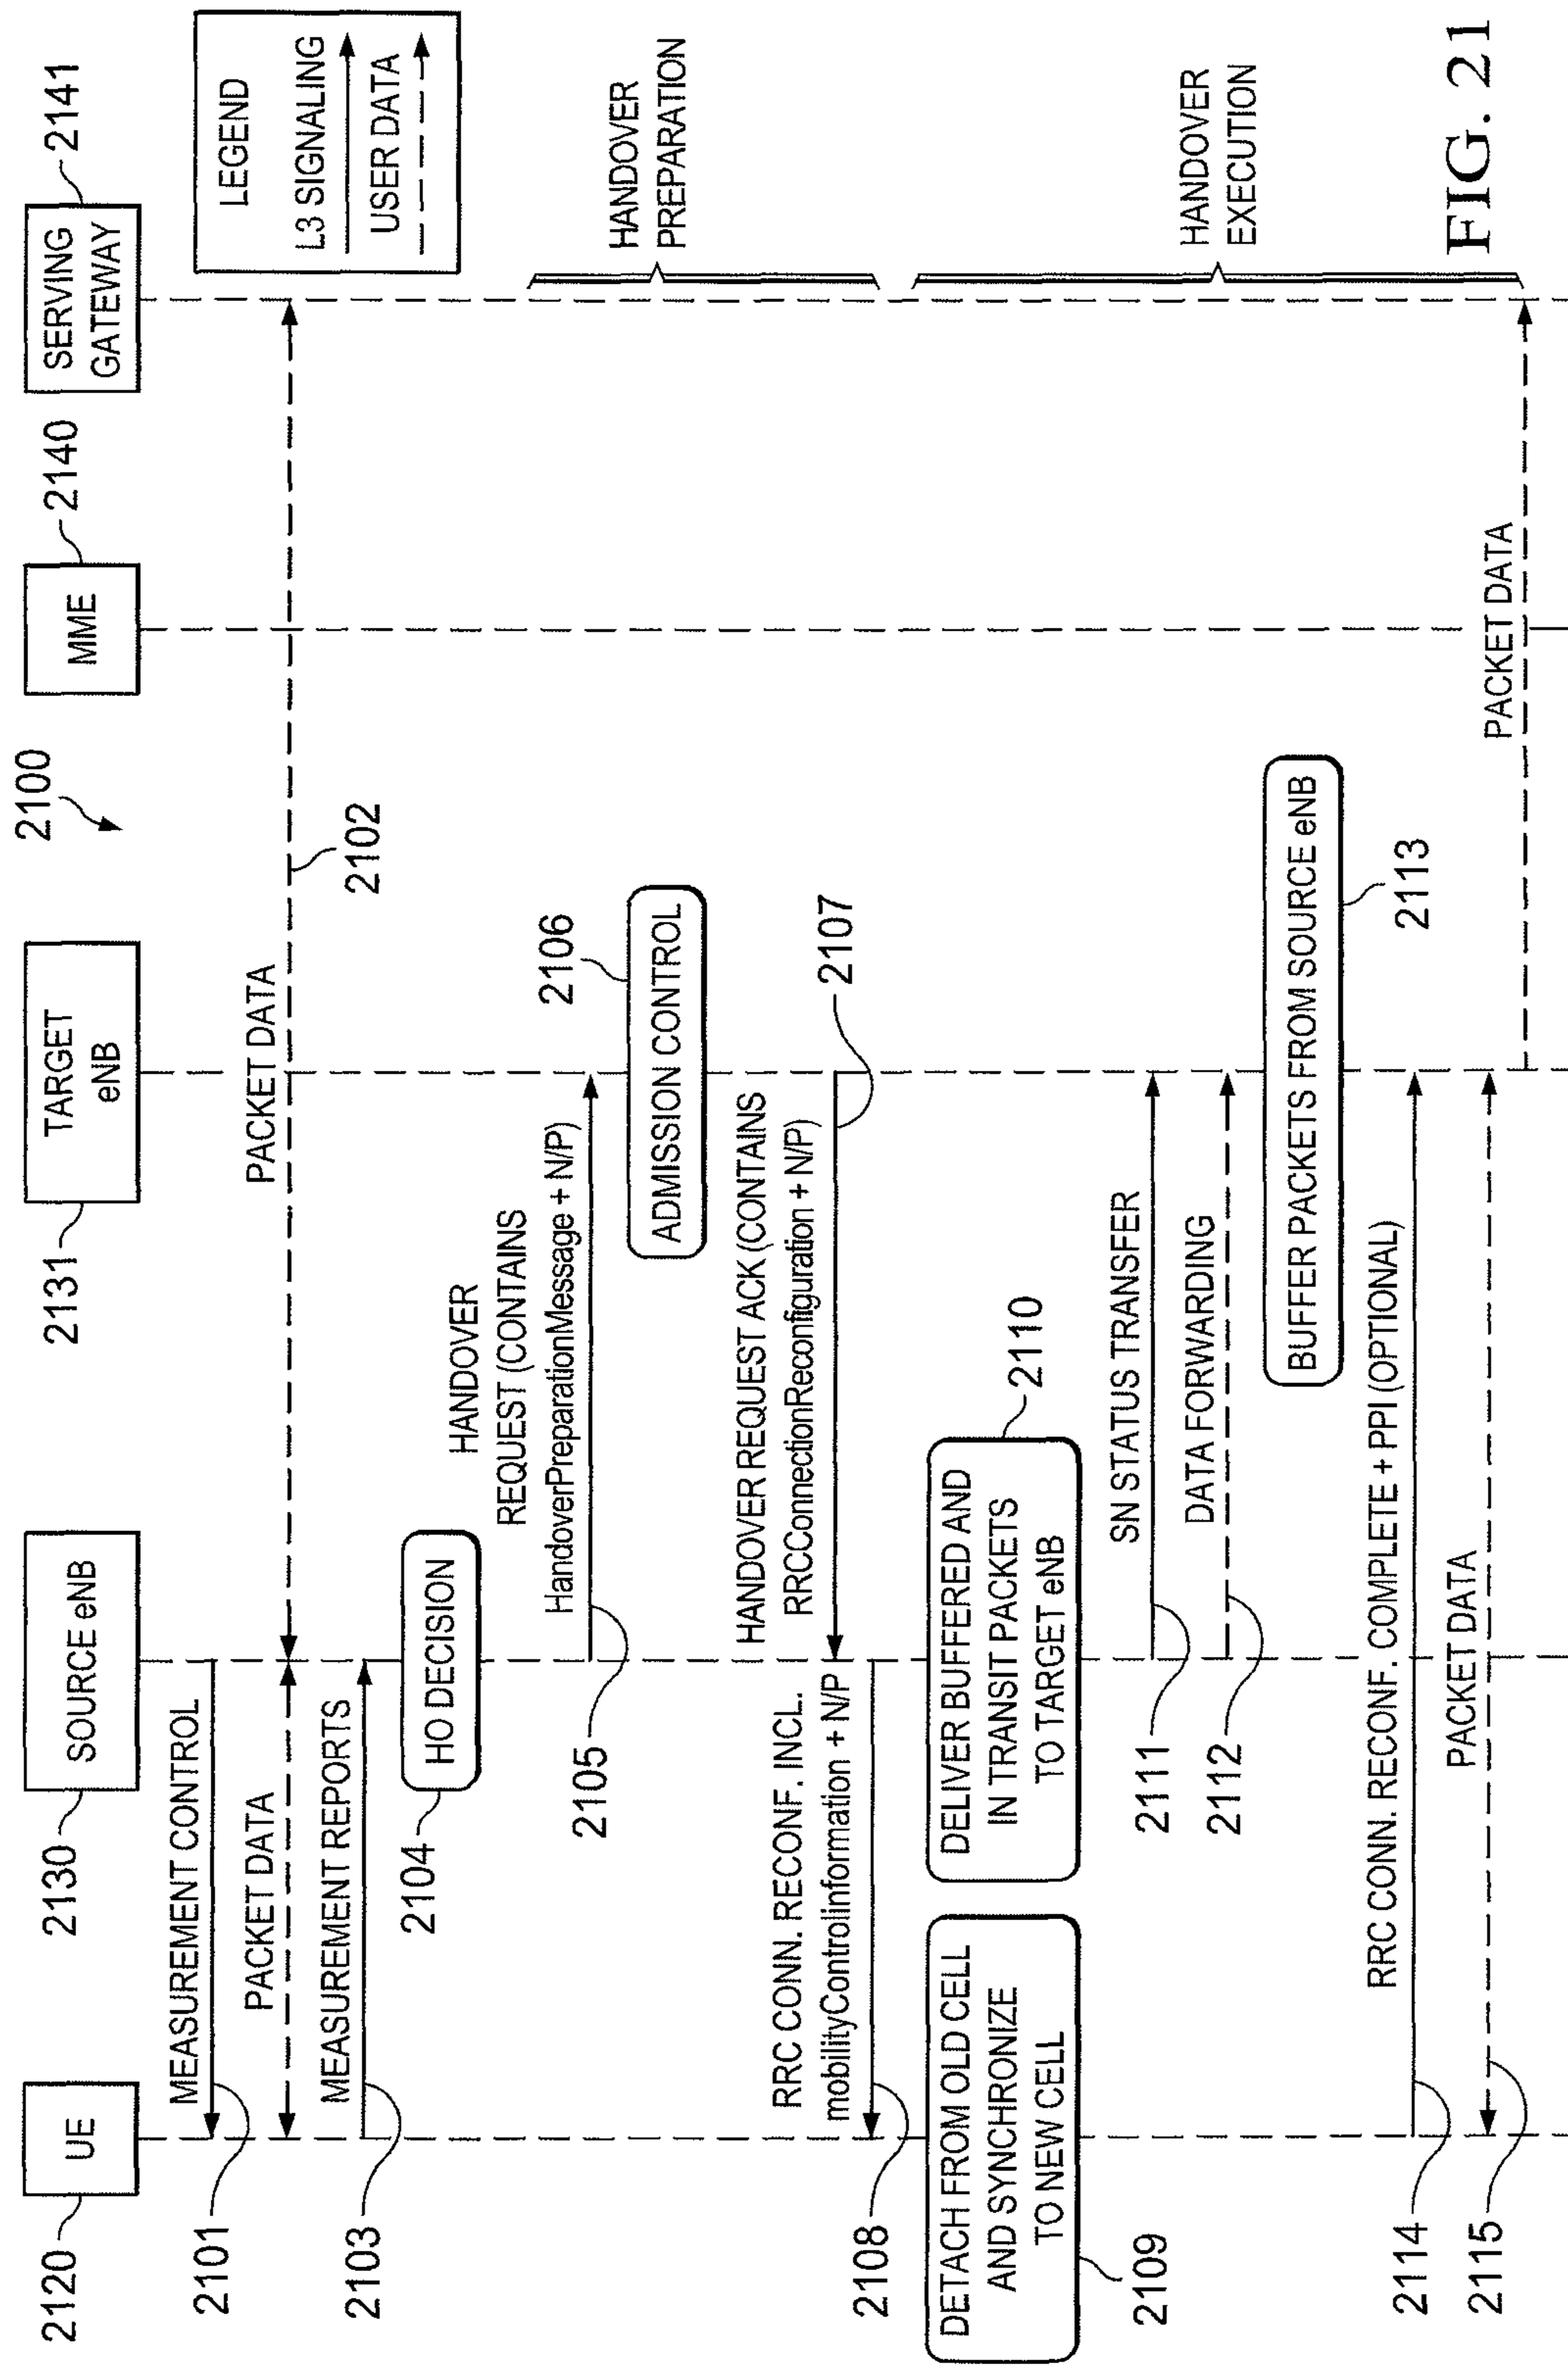 2100
2120
UE
2130
SOURCE eNB
2131
TARGET
eNB
MME
2140
SERVING
GATEWAY
2141
LEGEND
L3 SIGNALING
USER DATA
MEASUREMENT CONTROL
2101
PACKET DATA
PACKET DATA
2102
MEASUREMENT REPORTS
2103
HO DECISION
2104
HANDOVER
REQUEST (CONTAINS
HandoverPreparationMessage + N/P)
2105
2106
ADMISSION CONTROL
HANDOVER
PREPARATION
HANDOVER REQUEST ACK (CONTAINS
RRCConnectionReconfiguration + N/P)
2107
RRC CONN. RECONF. INCL.
mobilityControlinformation + N/P
2108
DETACH FROM OLD CELL
AND SYNCHRONIZE
TO NEW CELL
2109
DELIVER BUFFERED AND
IN TRANSIT PACKETS
TO TARGET eNB
2110
SN STATUS TRANSFER
2111
DATA FORWARDING
2112
HANDOVER
EXECUTION
BUFFER PACKETS FROM SOURCE eNB
2113
RRC CONN. RECONF. COMPLETE + PPI (OPTIONAL)
2114
PACKET DATA
2115
PACKET DATA
FIG. 21